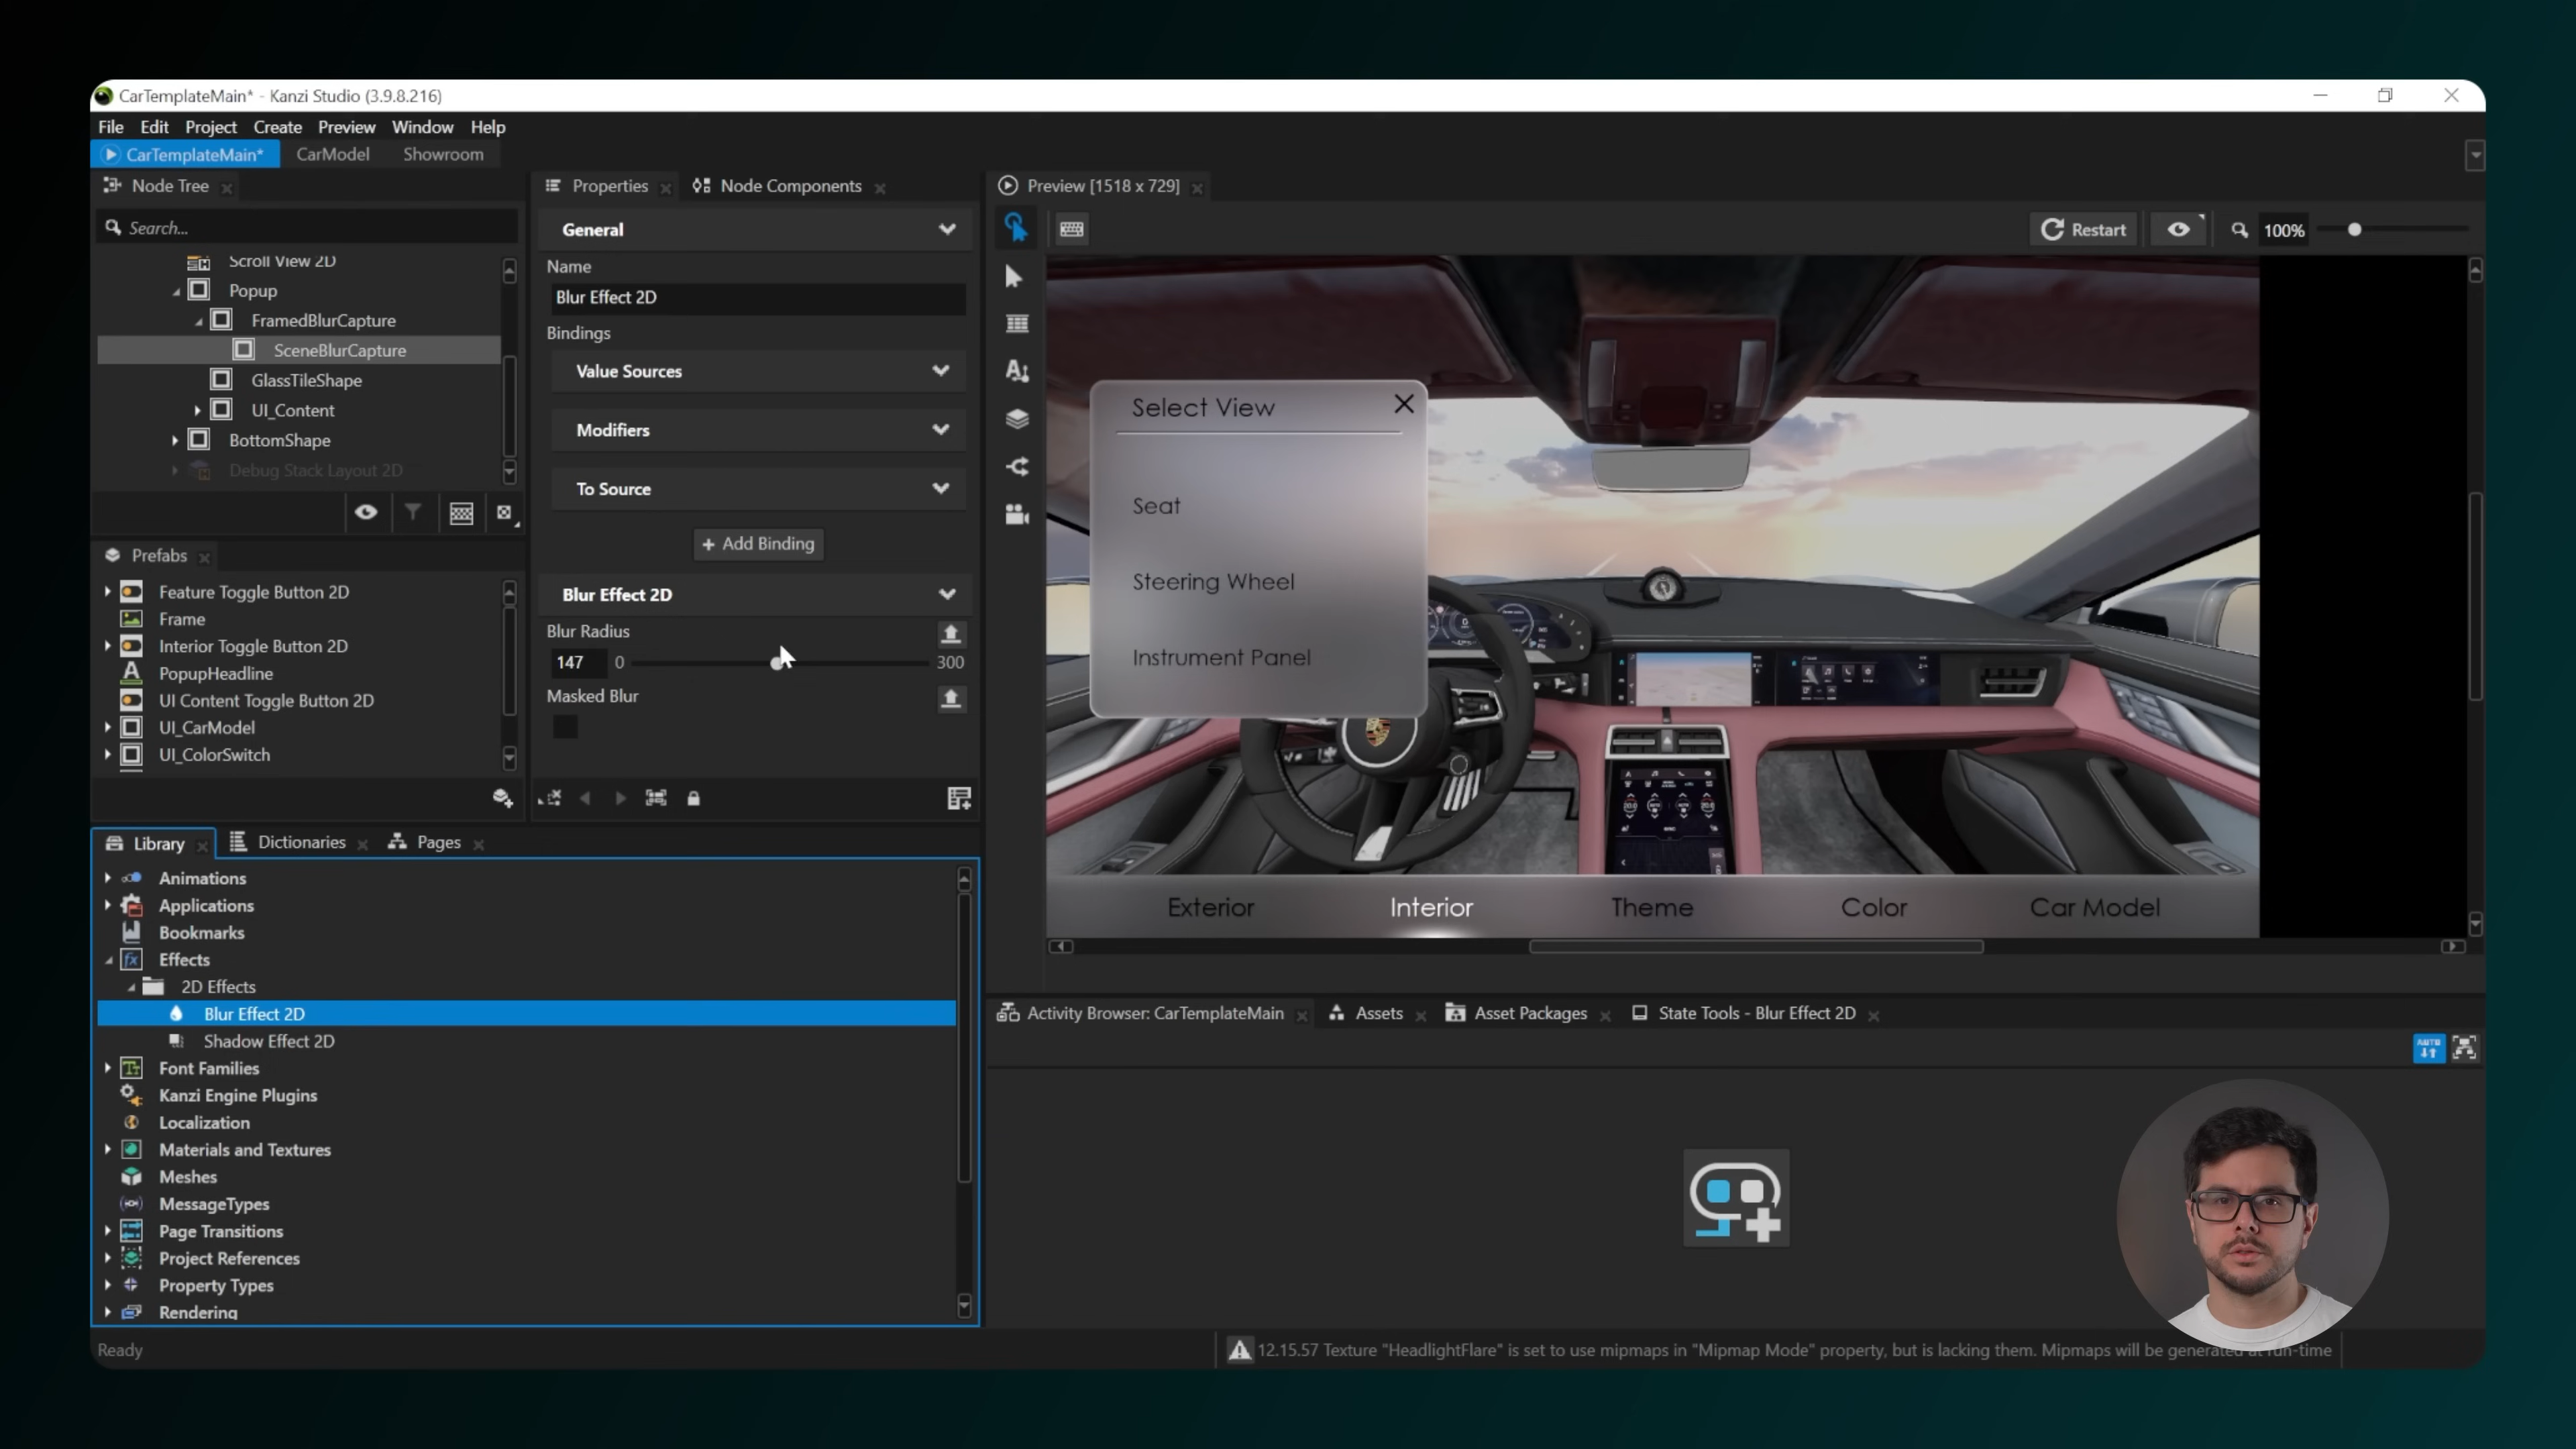 CarTemplateMain* - Kanzi Studio (3.9.8.216)
File Edit Project Create Preview Window Help
CarTemplateMain* CarModel Showroom
Node Tree
Search...
Scroll View 2D
Popup
FramedBlurCapture
SceneBlurCapture
GlassTileShape
UI_Content
BottomShape
Debug Stack Layout 2D
Prefabs
Feature Toggle Button 2D
Frame
Interior Toggle Button 2D
PopupHeadline
UI Content Toggle Button 2D
UI_CarModel
UI_ColorSwitch
Properties Node Components
General
Name
Blur Effect 2D
Bindings
Value Sources
Modifiers
To Source
+ Add Binding
Blur Effect 2D
Blur Radius
147 0 300
Masked Blur
Library Dictionaries Pages
Animations
Applications
Bookmarks
Effects
2D Effects
Blur Effect 2D
Shadow Effect 2D
Font Families
Kanzi Engine Plugins
Localization
Materials and Textures
Meshes
MessageTypes
Page Transitions
Project References
Property Types
Rendering
Preview [1518 x 729]
Restart 100%
Select View
Seat
Steering Wheel
Instrument Panel
Exterior Interior Theme Color Car Model
Activity Browser: CarTemplateMain Assets Asset Packages State Tools - Blur Effect 2D
AUTO
Ready
12.15.57 Texture "HeadlightFlare" is set to use mipmaps in "Mipmap Mode" property, but is lacking them. Mipmaps will be generated at run-time